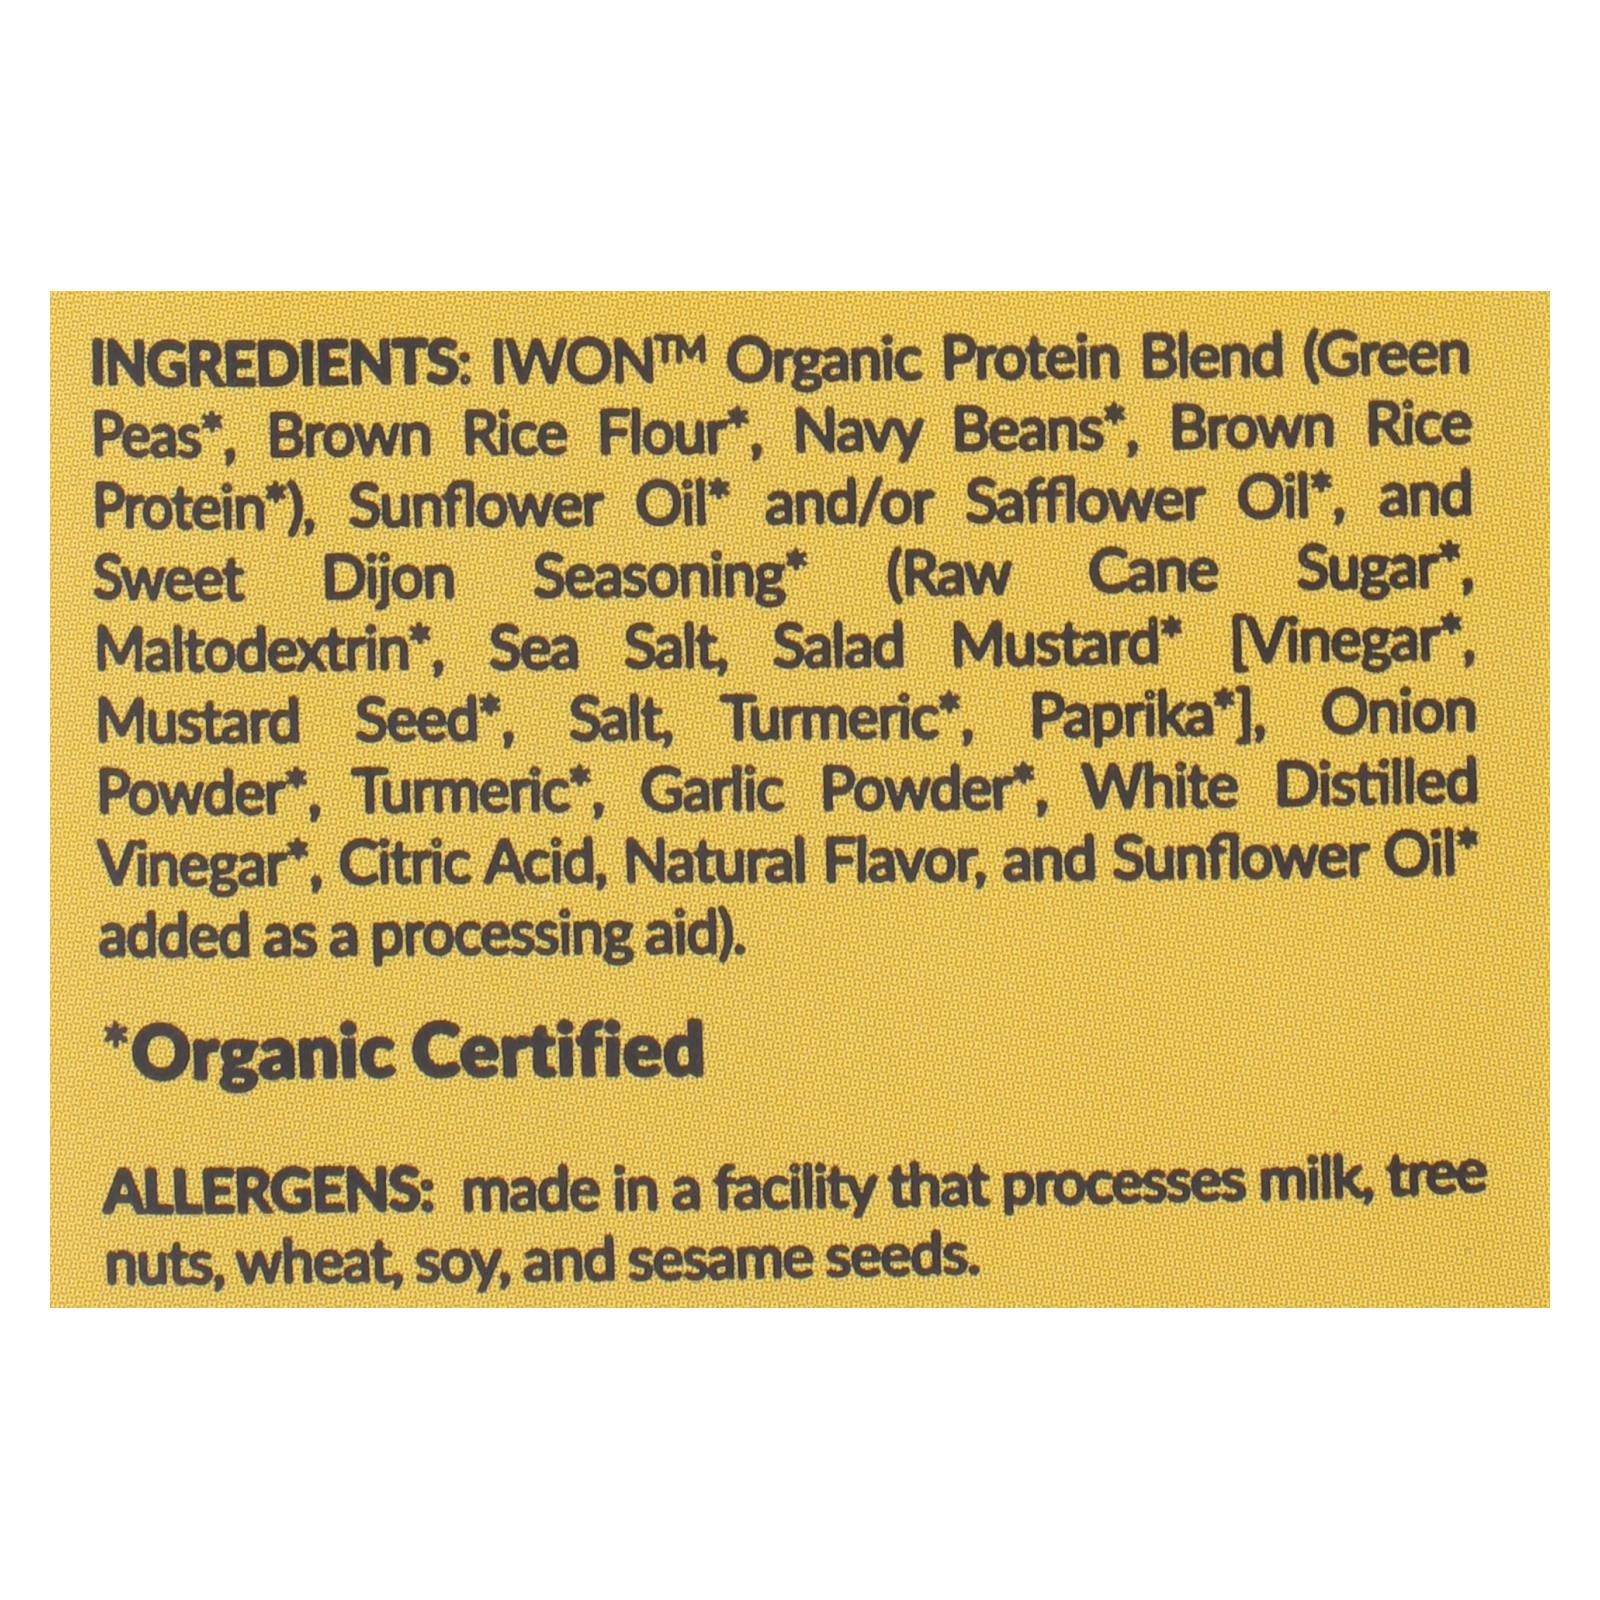 INGREDIENTS: IWON™ Organic Protein Blend (Green
Peas*, Brown Rice Flour*, Navy Beans*, Brown Rice
Protein*), Sunflower Oil* and/or Safflower Oil*, and
Sweet Dijon Seasoning* (Raw Cane Sugar*,
Maltodextrin*, Sea Salt, Salad Mustard* [Vinegar*,
Mustard Seed*, Salt, Turmeric*, Paprika*], Onion
Powder*, Turmeric*, Garlic Powder*, White Distilled
Vinegar*, Citric Acid, Natural Flavor, and Sunflower Oil*
added as a processing aid).
*Organic Certified
ALLERGENS: made in a facility that processes milk, tree
nuts, wheat, soy, and sesame seeds.